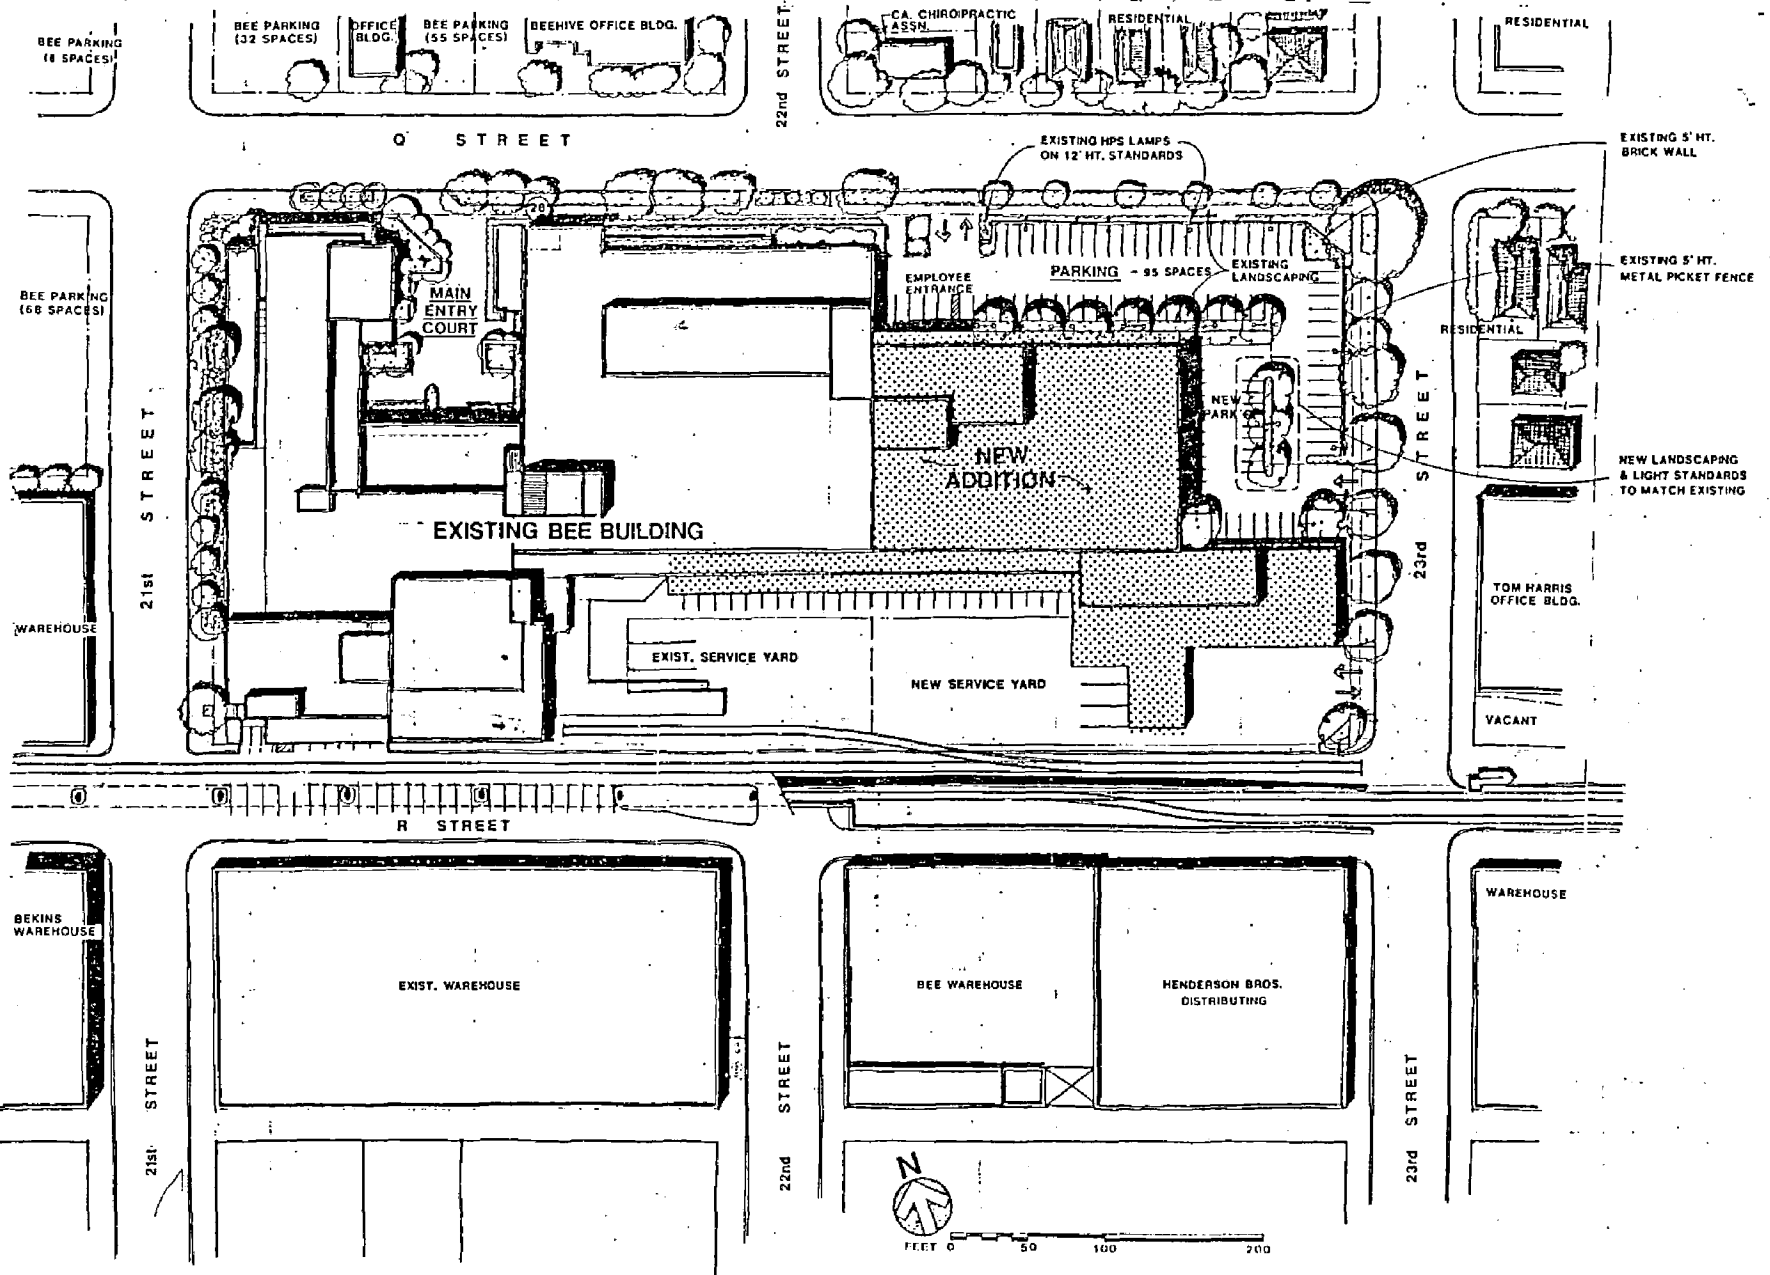 BEE PARKING
(8 SPACES)
BEE PARKING
(32 SPACES)
OFFICE
BLDG.
BEE PARKING
(55 SPACES)
BEEHIVE OFFICE BLDG.
22nd STREET
CA. CHIROPRACTIC
ASSN.
RESIDENTIAL
RESIDENTIAL
Q STREET
EXISTING HPS LAMPS
ON 12' HT. STANDARDS
EXISTING 5' HT.
BRICK WALL
28
BEE PARKING
(68 SPACES)
MAIN
ENTRY
COURT
EMPLOYEE
ENTRANCE
PARKING - 95 SPACES
EXISTING
LANDSCAPING
EXISTING 5' HT.
METAL PICKET FENCE
RESIDENTIAL
21st STREET
NEW
PARK'G
23rd STREET
NEW
ADDITION
NEW LANDSCAPING
& LIGHT STANDARDS
TO MATCH EXISTING
EXISTING BEE BUILDING
TOM HARRIS
OFFICE BLDG.
WAREHOUSE
EXIST. SERVICE YARD
NEW SERVICE YARD
VACANT
R STREET
BEKINS
WAREHOUSE
WAREHOUSE
EXIST. WAREHOUSE
BEE WAREHOUSE
HENDERSON BROS.
DISTRIBUTING
21st STREET
22nd STREET
23rd STREET
N
FEET 0 50 100 200